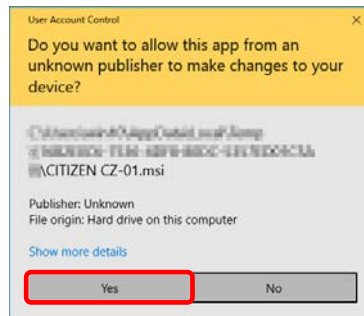 User Account Control
Do you want to allow this app from an
unknown publisher to make changes to your
device?
\CITIZEN CZ-01.msi
Publisher: Unknown
File origin: Hard drive on this computer
Show more details
Yes
No